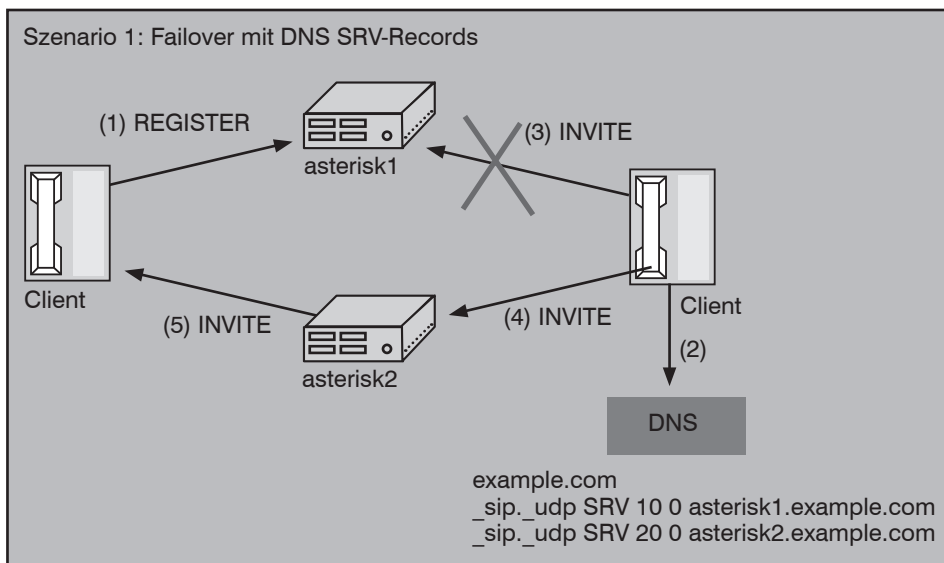 Szenario 1: Failover mit DNS SRV-Records
(1) REGISTER
(3) INVITE
asterisk1
Client
Client
(5) INVITE
(4) INVITE
(2)
asterisk2
DNS
example.com
_sip._udp SRV 10 0 asterisk1.example.com
_sip._udp SRV 20 0 asterisk2.example.com